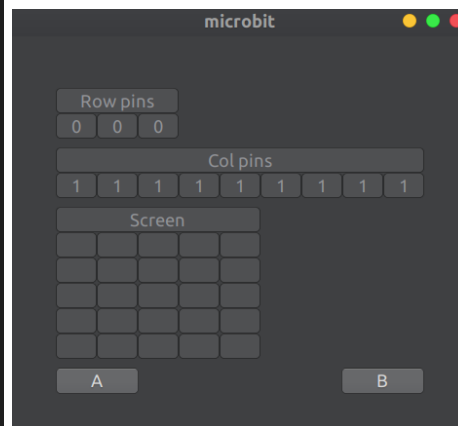 microbit
Row pins
0 0 0
Col pins
1 1 1 1 1 1 1 1 1
Screen
A B